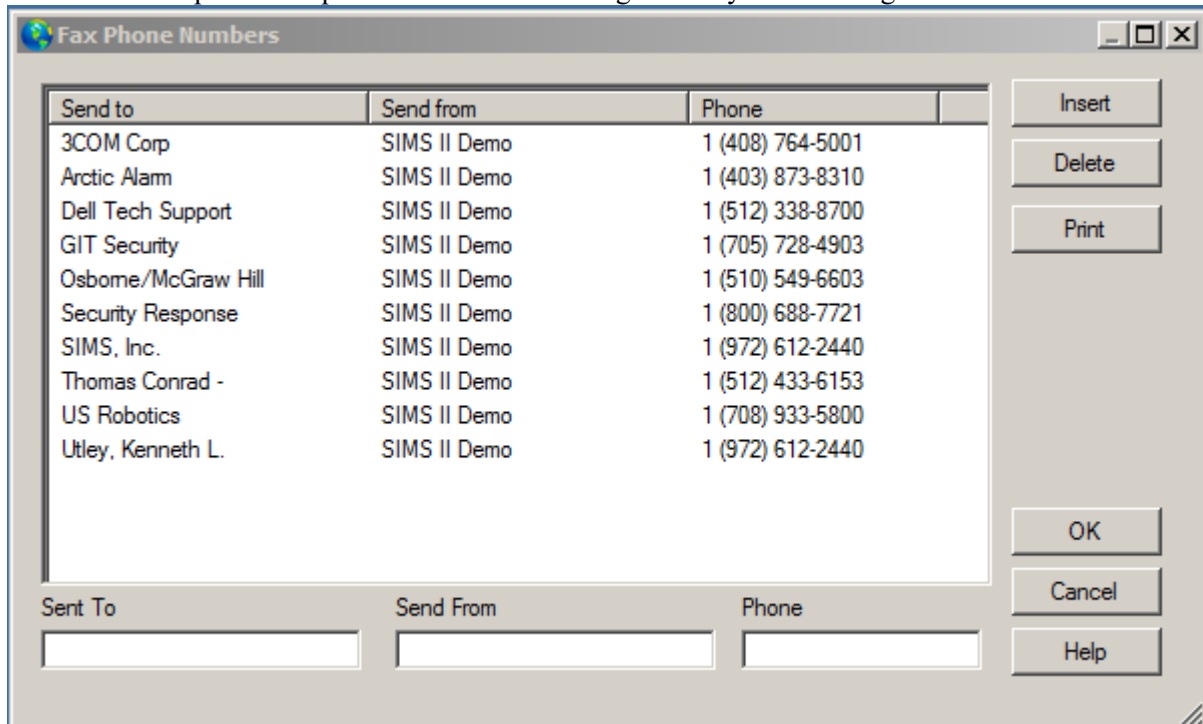 Fax Phone Numbers
Send to Send from Phone
3COM Corp SIMS II Demo 1 (408) 764-5001
Arctic Alarm SIMS II Demo 1 (403) 873-8310
Dell Tech Support SIMS II Demo 1 (512) 338-8700
GIT Security SIMS II Demo 1 (705) 728-4903
Osborne/McGraw Hill SIMS II Demo 1 (510) 549-6603
Security Response SIMS II Demo 1 (800) 688-7721
SIMS, Inc. SIMS II Demo 1 (972) 612-2440
Thomas Conrad - SIMS II Demo 1 (512) 433-6153
US Robotics SIMS II Demo 1 (708) 933-5800
Utley, Kenneth L. SIMS II Demo 1 (972) 612-2440
Sent To Send From Phone
Insert
Delete
Print
OK
Cancel
Help